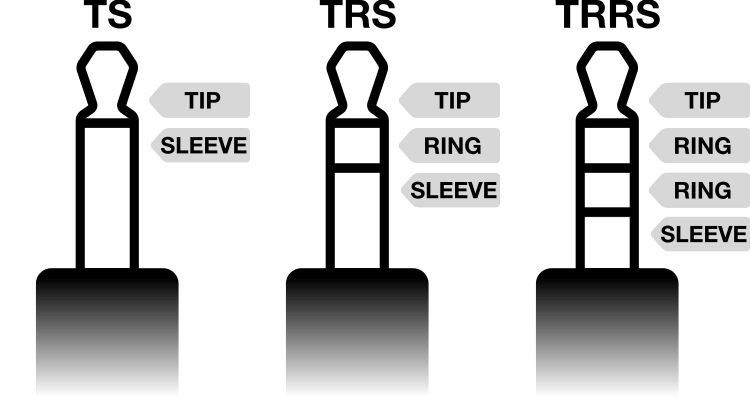 TS
TIP
SLEEVE
TRS
TIP
RING
SLEEVE
TRRS
TIP
RING
RING
SLEEVE